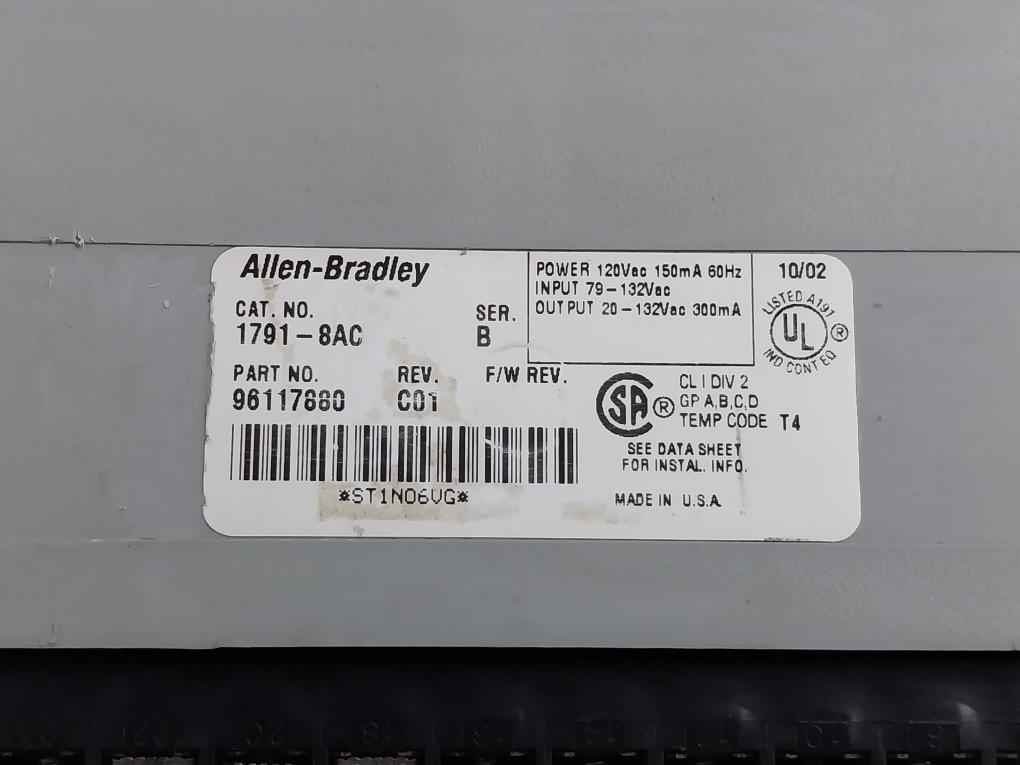 Allen-Bradley
CAT. NO.
1791-8AC
SER.
B
PART NO.
96117880
REV.
C01
F/W REV.
*ST1N06VG*
POWER 120Vac 150mA 60Hz
INPUT 79-132Vac
OUTPUT 20-132Vac 300mA
10/02
LISTED A197
UL ®
IND CONT EQ
SA ®
CL I DIV 2
GP A,B,C,D
TEMP CODE T4
SEE DATA SHEET
FOR INSTAL. INFO.
MADE IN U.S.A.